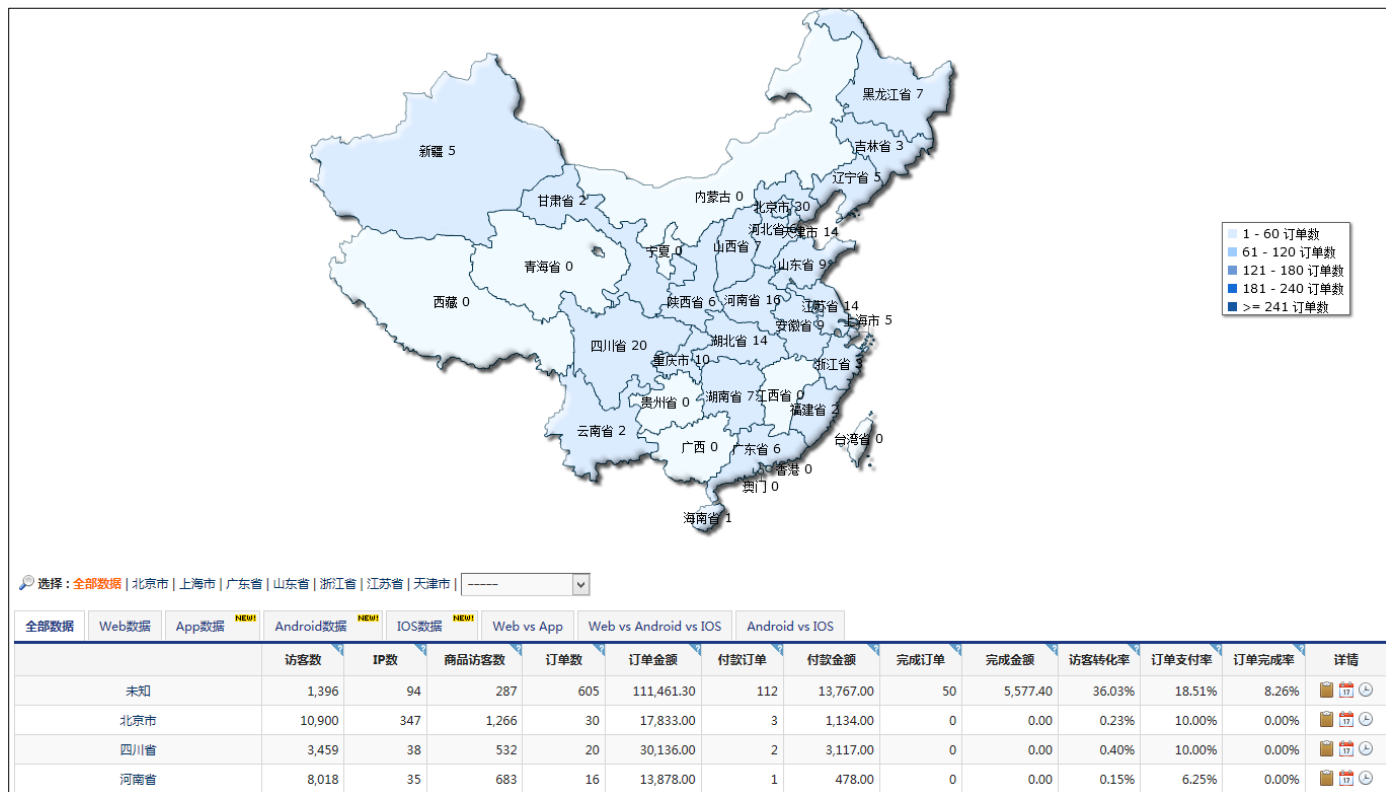 黑龙江省 7
吉林省 3
新疆 5
辽宁省 5
内蒙古 0
甘肃省 2
北京市 30
河北省 6
天津市 14
山西省 7
宁夏 0
青海省 0
山东省 9
西藏 0
陕西省 6
河南省 16
江苏省 14
安徽省 9
上海市 5
四川省 20
湖北省 14
重庆市 10
浙江省 3
贵州省 0
湖南省 7
江西省 0
福建省 2
云南省 2
广西 0
广东省 6
台湾省 0
香港 0
澳门 0
海南省 1
1 - 60 订单数
61 - 120 订单数
121 - 180 订单数
181 - 240 订单数
>= 241 订单数
选择：全部数据 | 北京市 | 上海市 | 广东省 | 山东省 | 浙江省 | 江苏省 | 天津市 | -----
全部数据 Web数据 App数据 NEW! Android数据 NEW! IOS数据 NEW! Web vs App Web vs Android vs IOS Android vs IOS
访客数 ? IP数 ? 商品访客数 ? 订单数 ? 订单金额 ? 付款订单 ? 付款金额 ? 完成订单 ? 完成金额 ? 访客转化率 ? 订单支付率 ? 订单完成率 ? 详情
未知 1,396 94 287 605 111,461.30 112 13,767.00 50 5,577.40 36.03% 18.51% 8.26% 17
北京市 10,900 347 1,266 30 17,833.00 3 1,134.00 0 0.00 0.23% 10.00% 0.00% 17
四川省 3,459 38 532 20 30,136.00 2 3,117.00 0 0.00 0.40% 10.00% 0.00% 17
河南省 8,018 35 683 16 13,878.00 1 478.00 0 0.00 0.15% 6.25% 0.00% 17